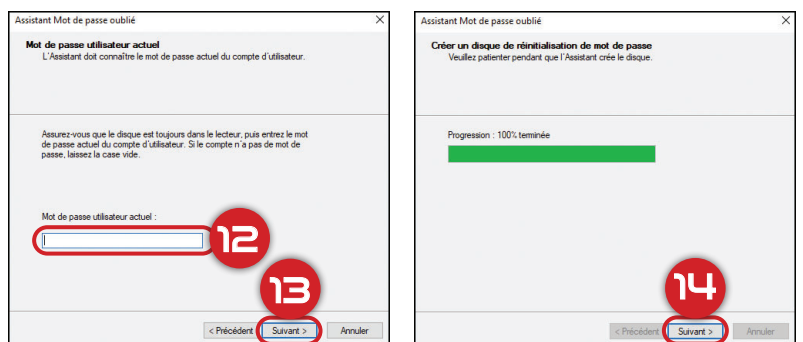 Assistant Mot de passe oublié
Mot de passe utilisateur actuel
L'Assistant doit connaître le mot de passe actuel du compte d'utilisateur.
Assurez-vous que le disque est toujours dans le lecteur, puis entrez le mot
de passe actuel du compte d'utilisateur. Si le compte n'a pas de mot de
passe, laissez la case vide.
Mot de passe utilisateur actuel :
12
13
< Précédent Suivant > Annuler
Assistant Mot de passe oublié
Créer un disque de réinitialisation de mot de passe
Veuillez patienter pendant que l'Assistant crée le disque.
Progression : 100% terminée
14
< Précédent Suivant > Annuler